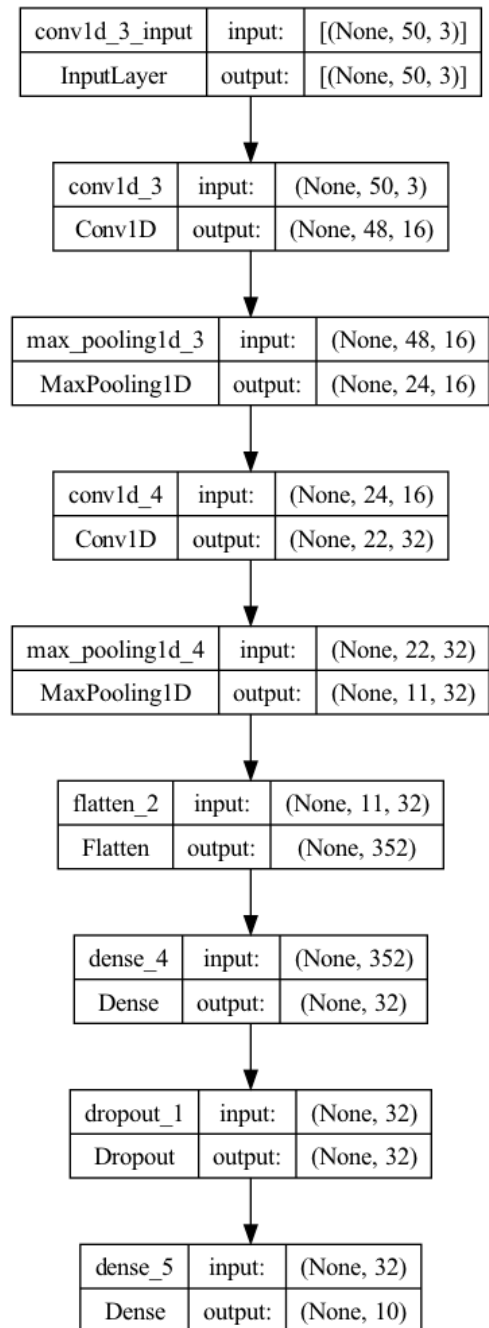 conv1d_3_input input: [(None, 50, 3)]
InputLayer output: [(None, 50, 3)]
conv1d_3 input: (None, 50, 3)
Conv1D output: (None, 48, 16)
max_pooling1d_3 input: (None, 48, 16)
MaxPooling1D output: (None, 24, 16)
conv1d_4 input: (None, 24, 16)
Conv1D output: (None, 22, 32)
max_pooling1d_4 input: (None, 22, 32)
MaxPooling1D output: (None, 11, 32)
flatten_2 input: (None, 11, 32)
Flatten output: (None, 352)
dense_4 input: (None, 352)
Dense output: (None, 32)
dropout_1 input: (None, 32)
Dropout output: (None, 32)
dense_5 input: (None, 32)
Dense output: (None, 10)